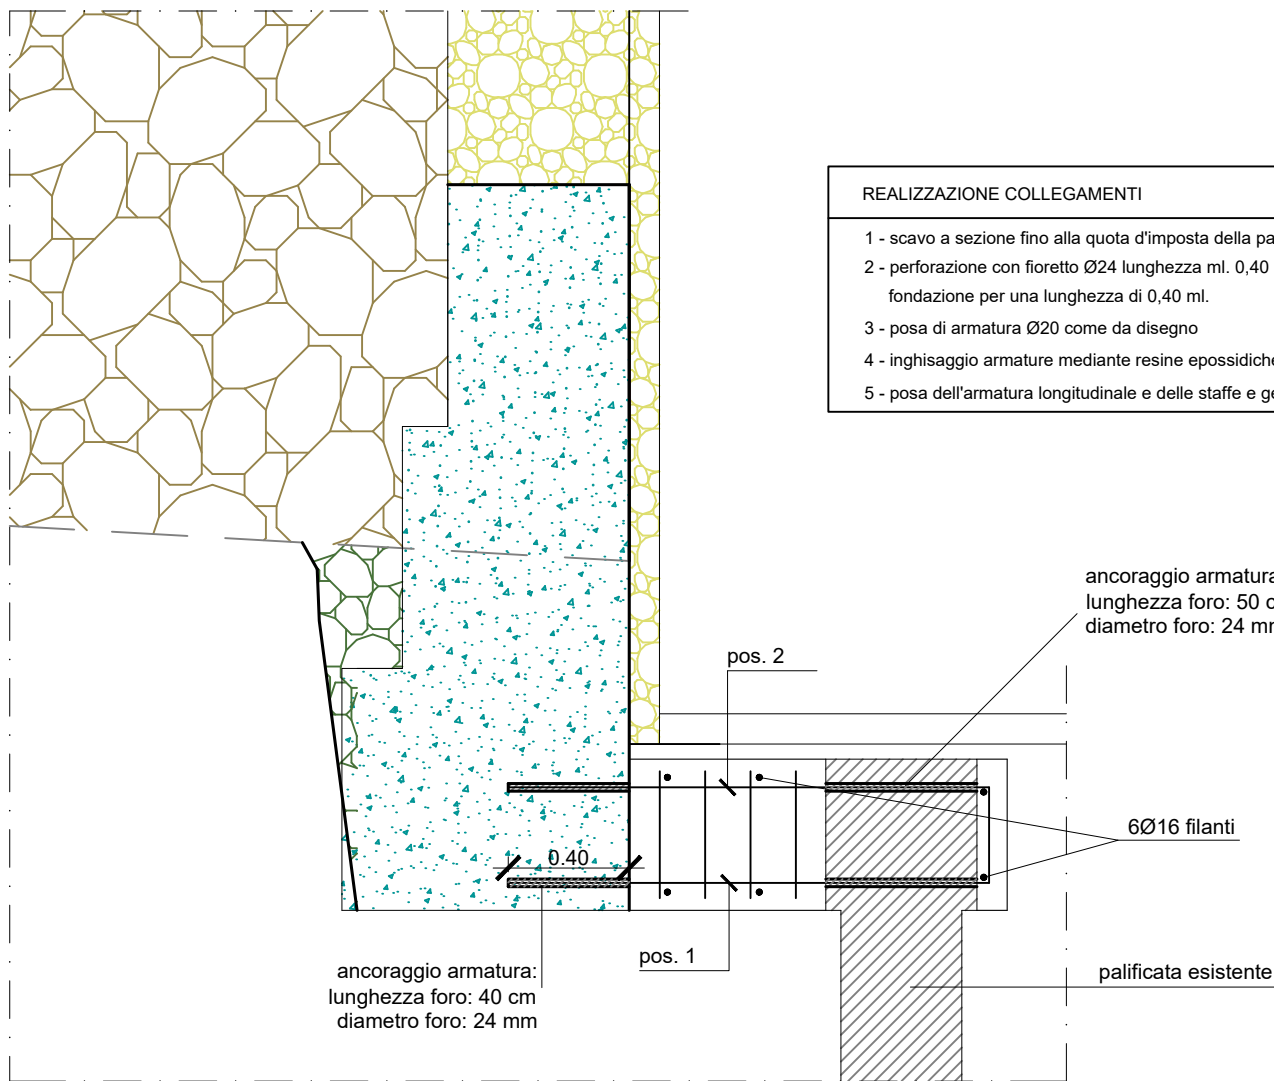 REALIZZAZIONE COLLEGAMENTI
1 - scavo a sezione fino alla quota d'imposta della
2 - perforazione con fioretto Ø24 lunghezza ml. 0,40
fondazione per una lunghezza di 0,40 ml.
3 - posa di armatura Ø20 come da disegno
4 - inghisaggio armature mediante resine epossidiche
5 - posa dell'armatura longitudinale e delle staffe e
ancoraggio armatura
lunghezza foro: 50
diametro foro: 24
pos. 2
6Ø16 filanti
0.40
pos. 1
ancoraggio armatura:
lunghezza foro: 40 cm
diametro foro: 24 mm
palificata esistente